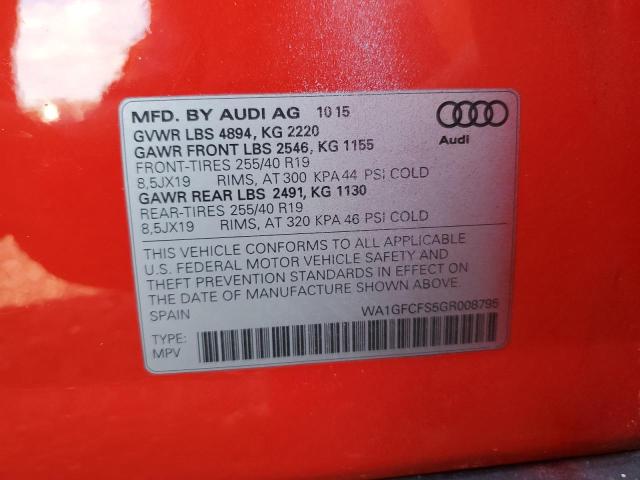 MFD. BY AUDI AG 10 15
GVWR LBS 4894, KG 2220
GAWR FRONT LBS 2546, KG 1155
FRONT-TIRES 255/40 R19
8,5JX19 RIMS, AT 300 KPA 44 PSI COLD
GAWR REAR LBS 2491, KG 1130
REAR-TIRES 255/40 R19
8,5JX19 RIMS, AT 320 KPA 46 PSI COLD
Audi
THIS VEHICLE CONFORMS TO ALL APPLICABLE
U.S. FEDERAL MOTOR VEHICLE SAFETY AND
THEFT PREVENTION STANDARDS IN EFFECT ON
THE DATE OF MANUFACTURE SHOWN ABOVE.
SPAIN WA1GFCFS5GR008795
TYPE:
MPV